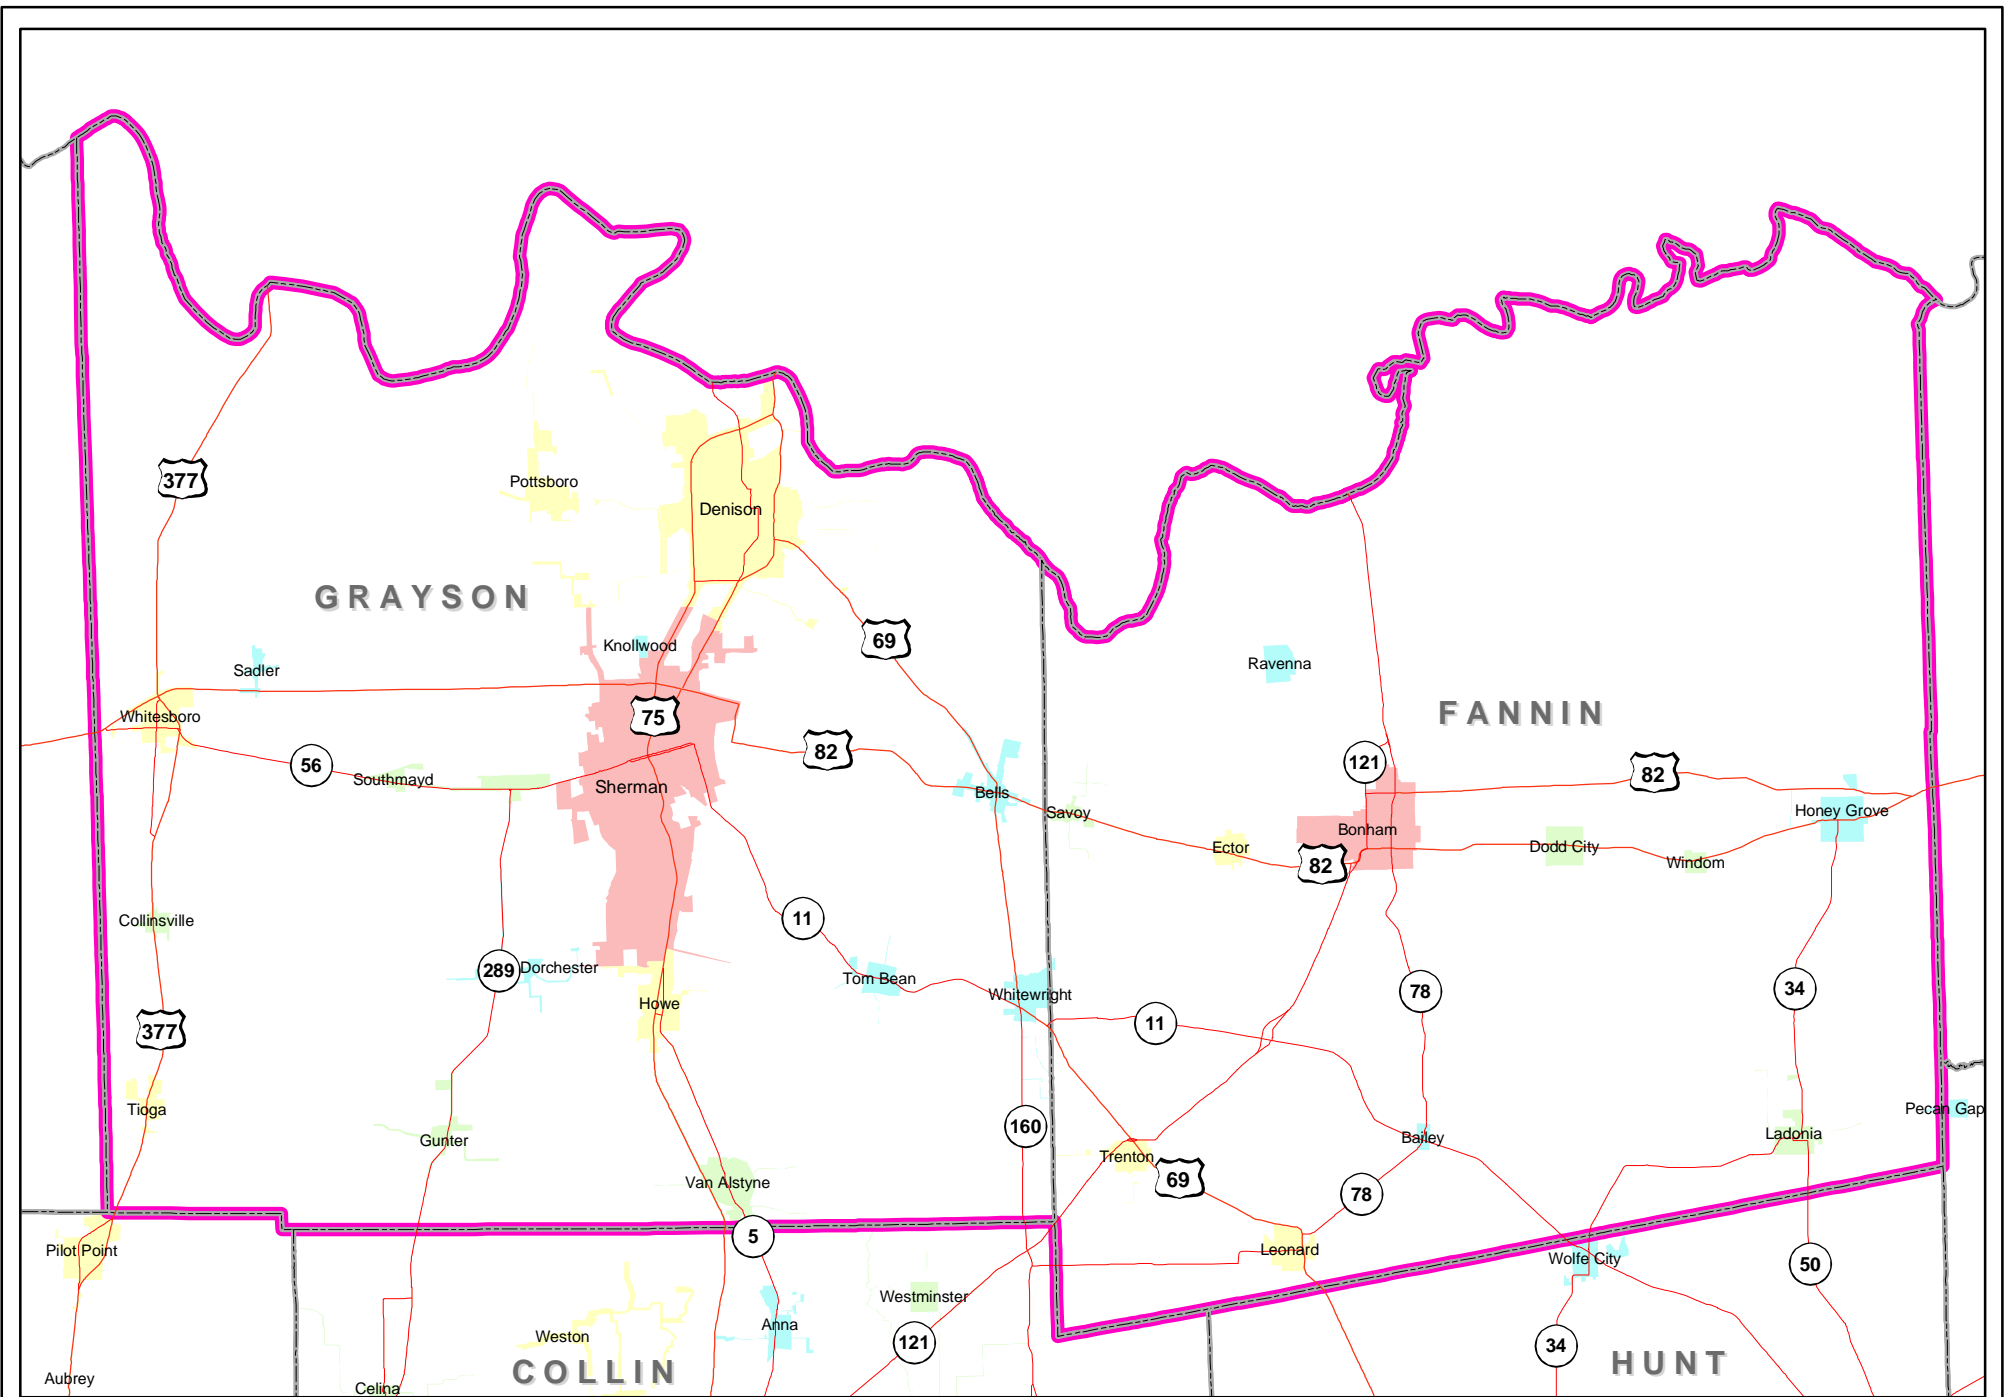 377
Pottsboro
Denison
GRAYSON
69
Knollwood
Ravenna
Sadler
FANNIN
Whitesboro
75
82
121
56
82
Southmayd
Sherman
Bells
Savoy
Honey Grove
Bonham
Ector
Dodd City
82
Windom
Collinsville
11
289
Dorchester
Tom Bean
Whitewright
78
34
Howe
377
11
Tioga
Pecan Gap
160
Gunter
Bailey
Ladonia
Trenton
Van Alstyne
69
78
5
Pilot Point
Leonard
Wolfe City
50
Westminster
Anna
Weston
121
34
COLLIN
HUNT
Aubrey
Celina